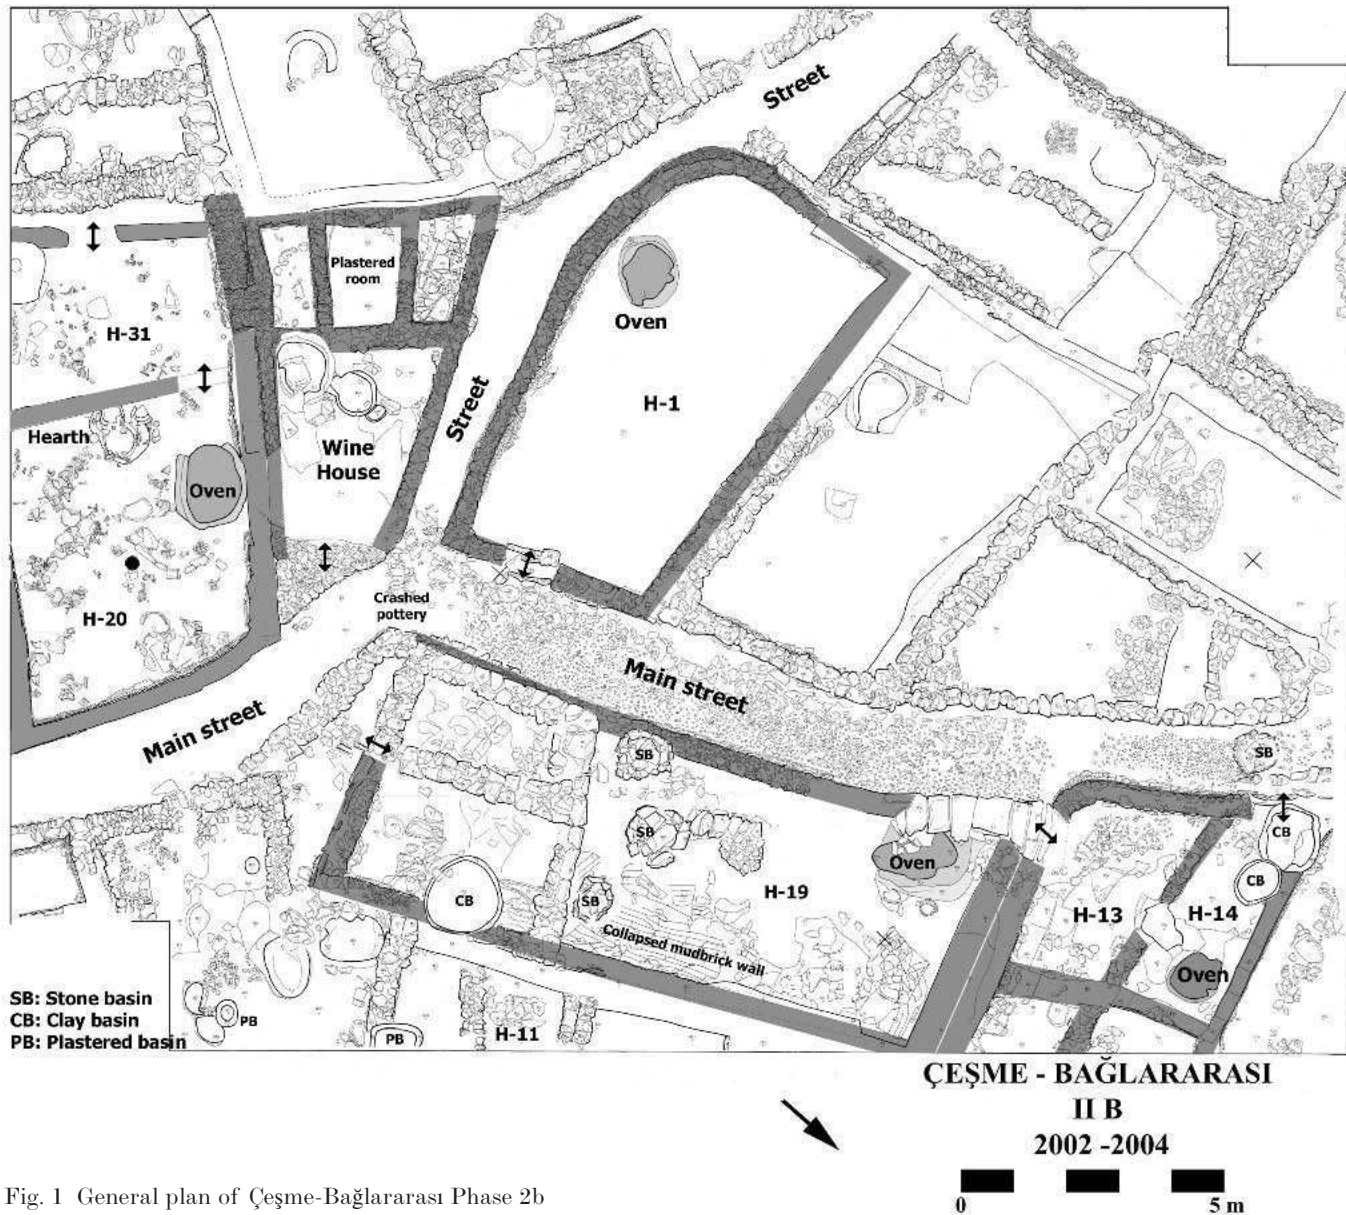 Street
Plastered
room
Oven
H-31
H-1
Street
Hearth
Wine
House
Oven
Crashed
pottery
H-20
Main street
Main street
SB
SB
SB
CB
Oven
CB
CB
SB
H-19
H-13
H-14
Collapsed mudbrick wall
Oven
SB: Stone basin
CB: Clay basin
PB: Plastered basin
PB
PB
H-11
ÇEŞME - BAĞLARARASI
II B
2002 -2004
0 5 m
Fig. 1 General plan of Çeşme-Bağlararası Phase 2b